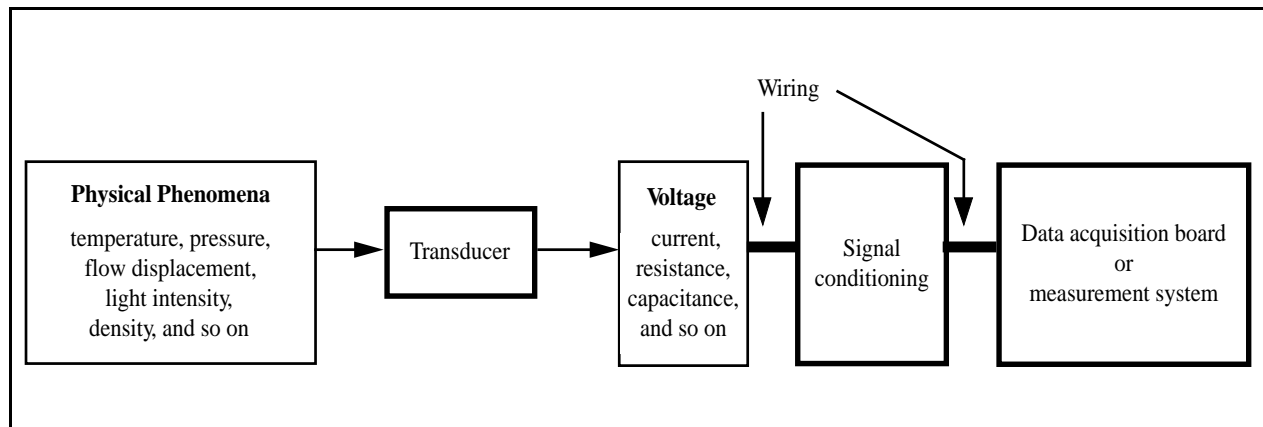 Wiring
Physical Phenomena
temperature, pressure,
flow displacement,
light intensity,
density, and so on
Transducer
Voltage
current,
resistance,
capacitance,
and so on
Signal
conditioning
Data acquisition board
or
measurement system